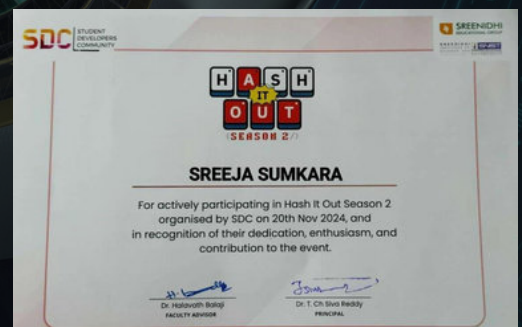 SDC STUDENT DEVELOPERS COMMUNITY
SREENIDHI
EDUCATIONAL GROUP
HASH
IT
OUT
<SEASON 2/>
SREEJA SUMKARA
For actively participating in Hash It Out Season 2
organised by SDC on 20th Nov 2024, and
in recognition of their dedication, enthusiasm, and
contribution to the event.
Dr. Halavath Balaji
FACULTY ADVISOR
Dr. T. Ch Siva Reddy
PRINCIPAL